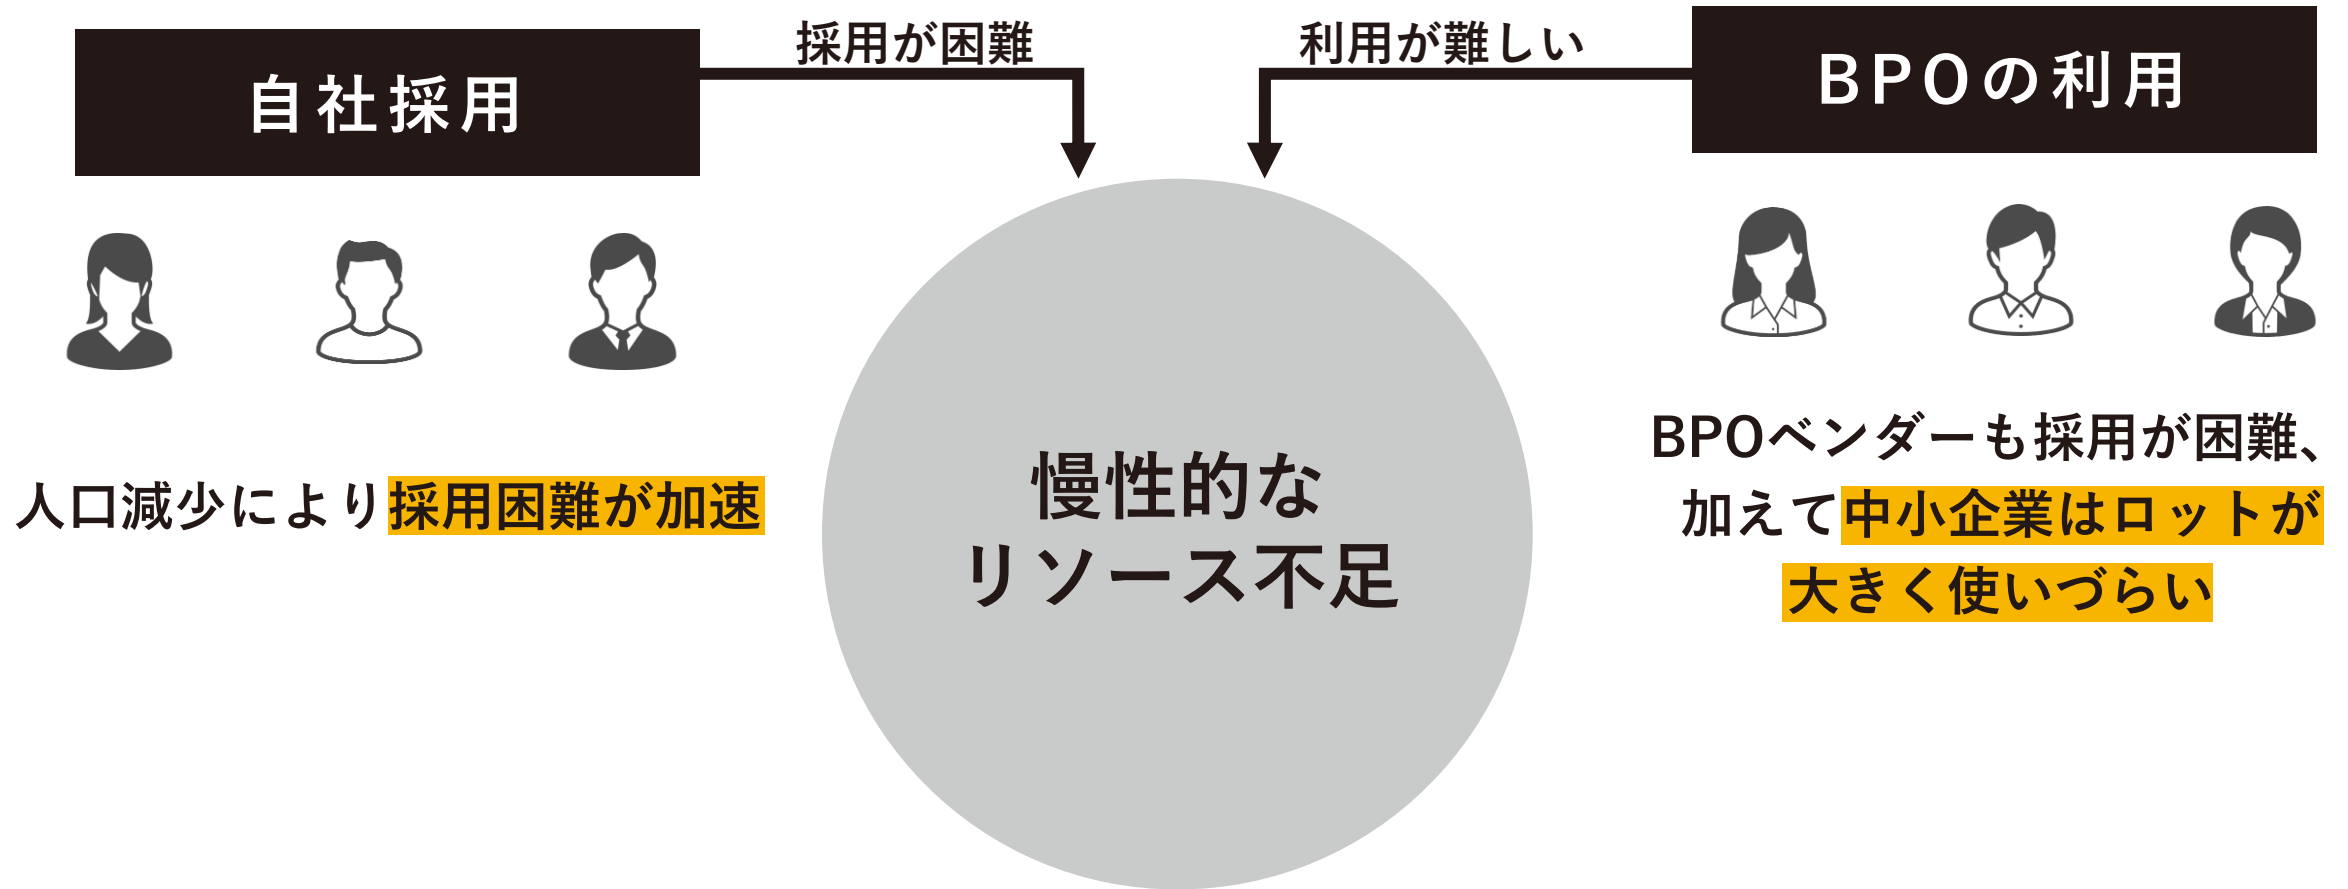 自社採用
採用が困難
利用が難しい
BPOの利用
人口減少により採用困難が加速
慢性的な
リソース不足
BPOベンダーも採用が困難、
加えて中小企業はロットが
大きく使いづらい